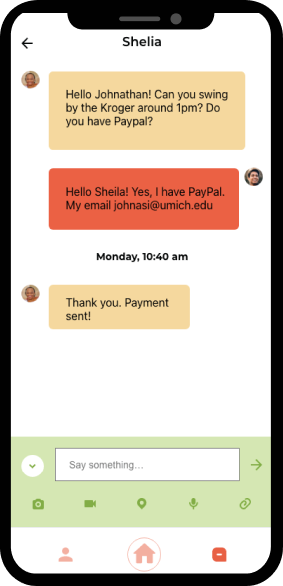 Shelia
Hello Johnathan! Can you swing
by the Kroger around 1pm? Do
you have Paypal?
Hello Sheila! Yes, I have PayPal.
My email johnasi@umich.edu
Monday, 10:40 am
Thank you. Payment
sent!
Say something...